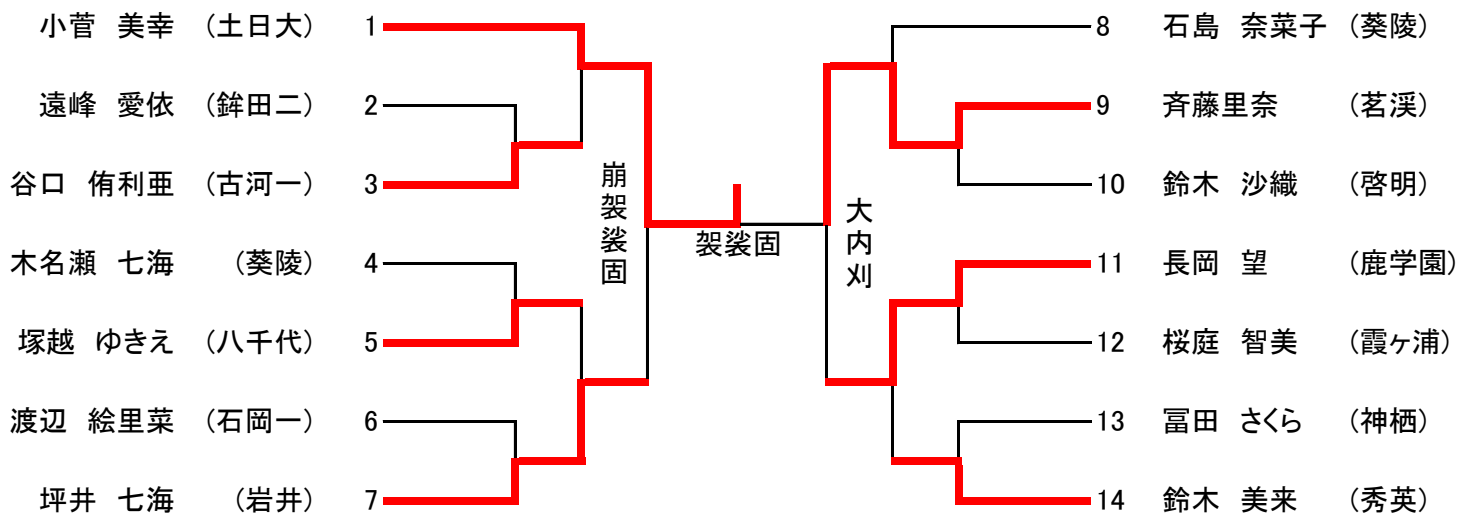 小菅 美幸 (土日大) 1
遠峰 愛依 (鉾田二) 2
谷口 侑利亜 (古河一) 3
木名瀬 七海 (葵陵) 4
塚越 ゆきえ (八千代) 5
渡辺 絵里菜 (石岡一) 6
坪井 七海 (岩井) 7
崩袈裟固
袈裟固
大内刈
8 石島 奈菜子 (葵陵)
9 斉藤里奈 (茗渓)
10 鈴木 沙織 (啓明)
11 長岡 望 (鹿学園)
12 桜庭 智美 (霞ヶ浦)
13 冨田 さくら (神栖)
14 鈴木 美来 (秀英)